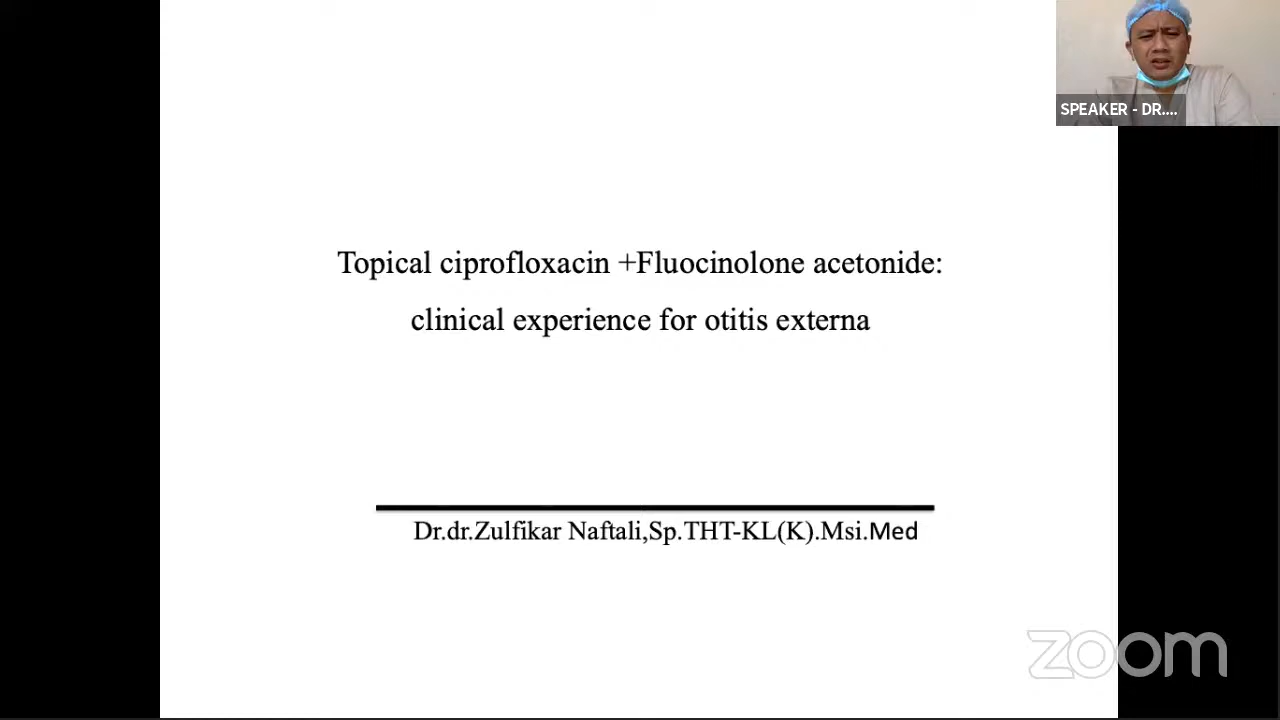 SPEAKER - DR....
Topical ciprofloxacin +Fluocinolone acetonide:
clinical experience for otitis externa
Dr.dr.Zulfikar Naftali,Sp.THT-KL(K).Msi.Med
zoom